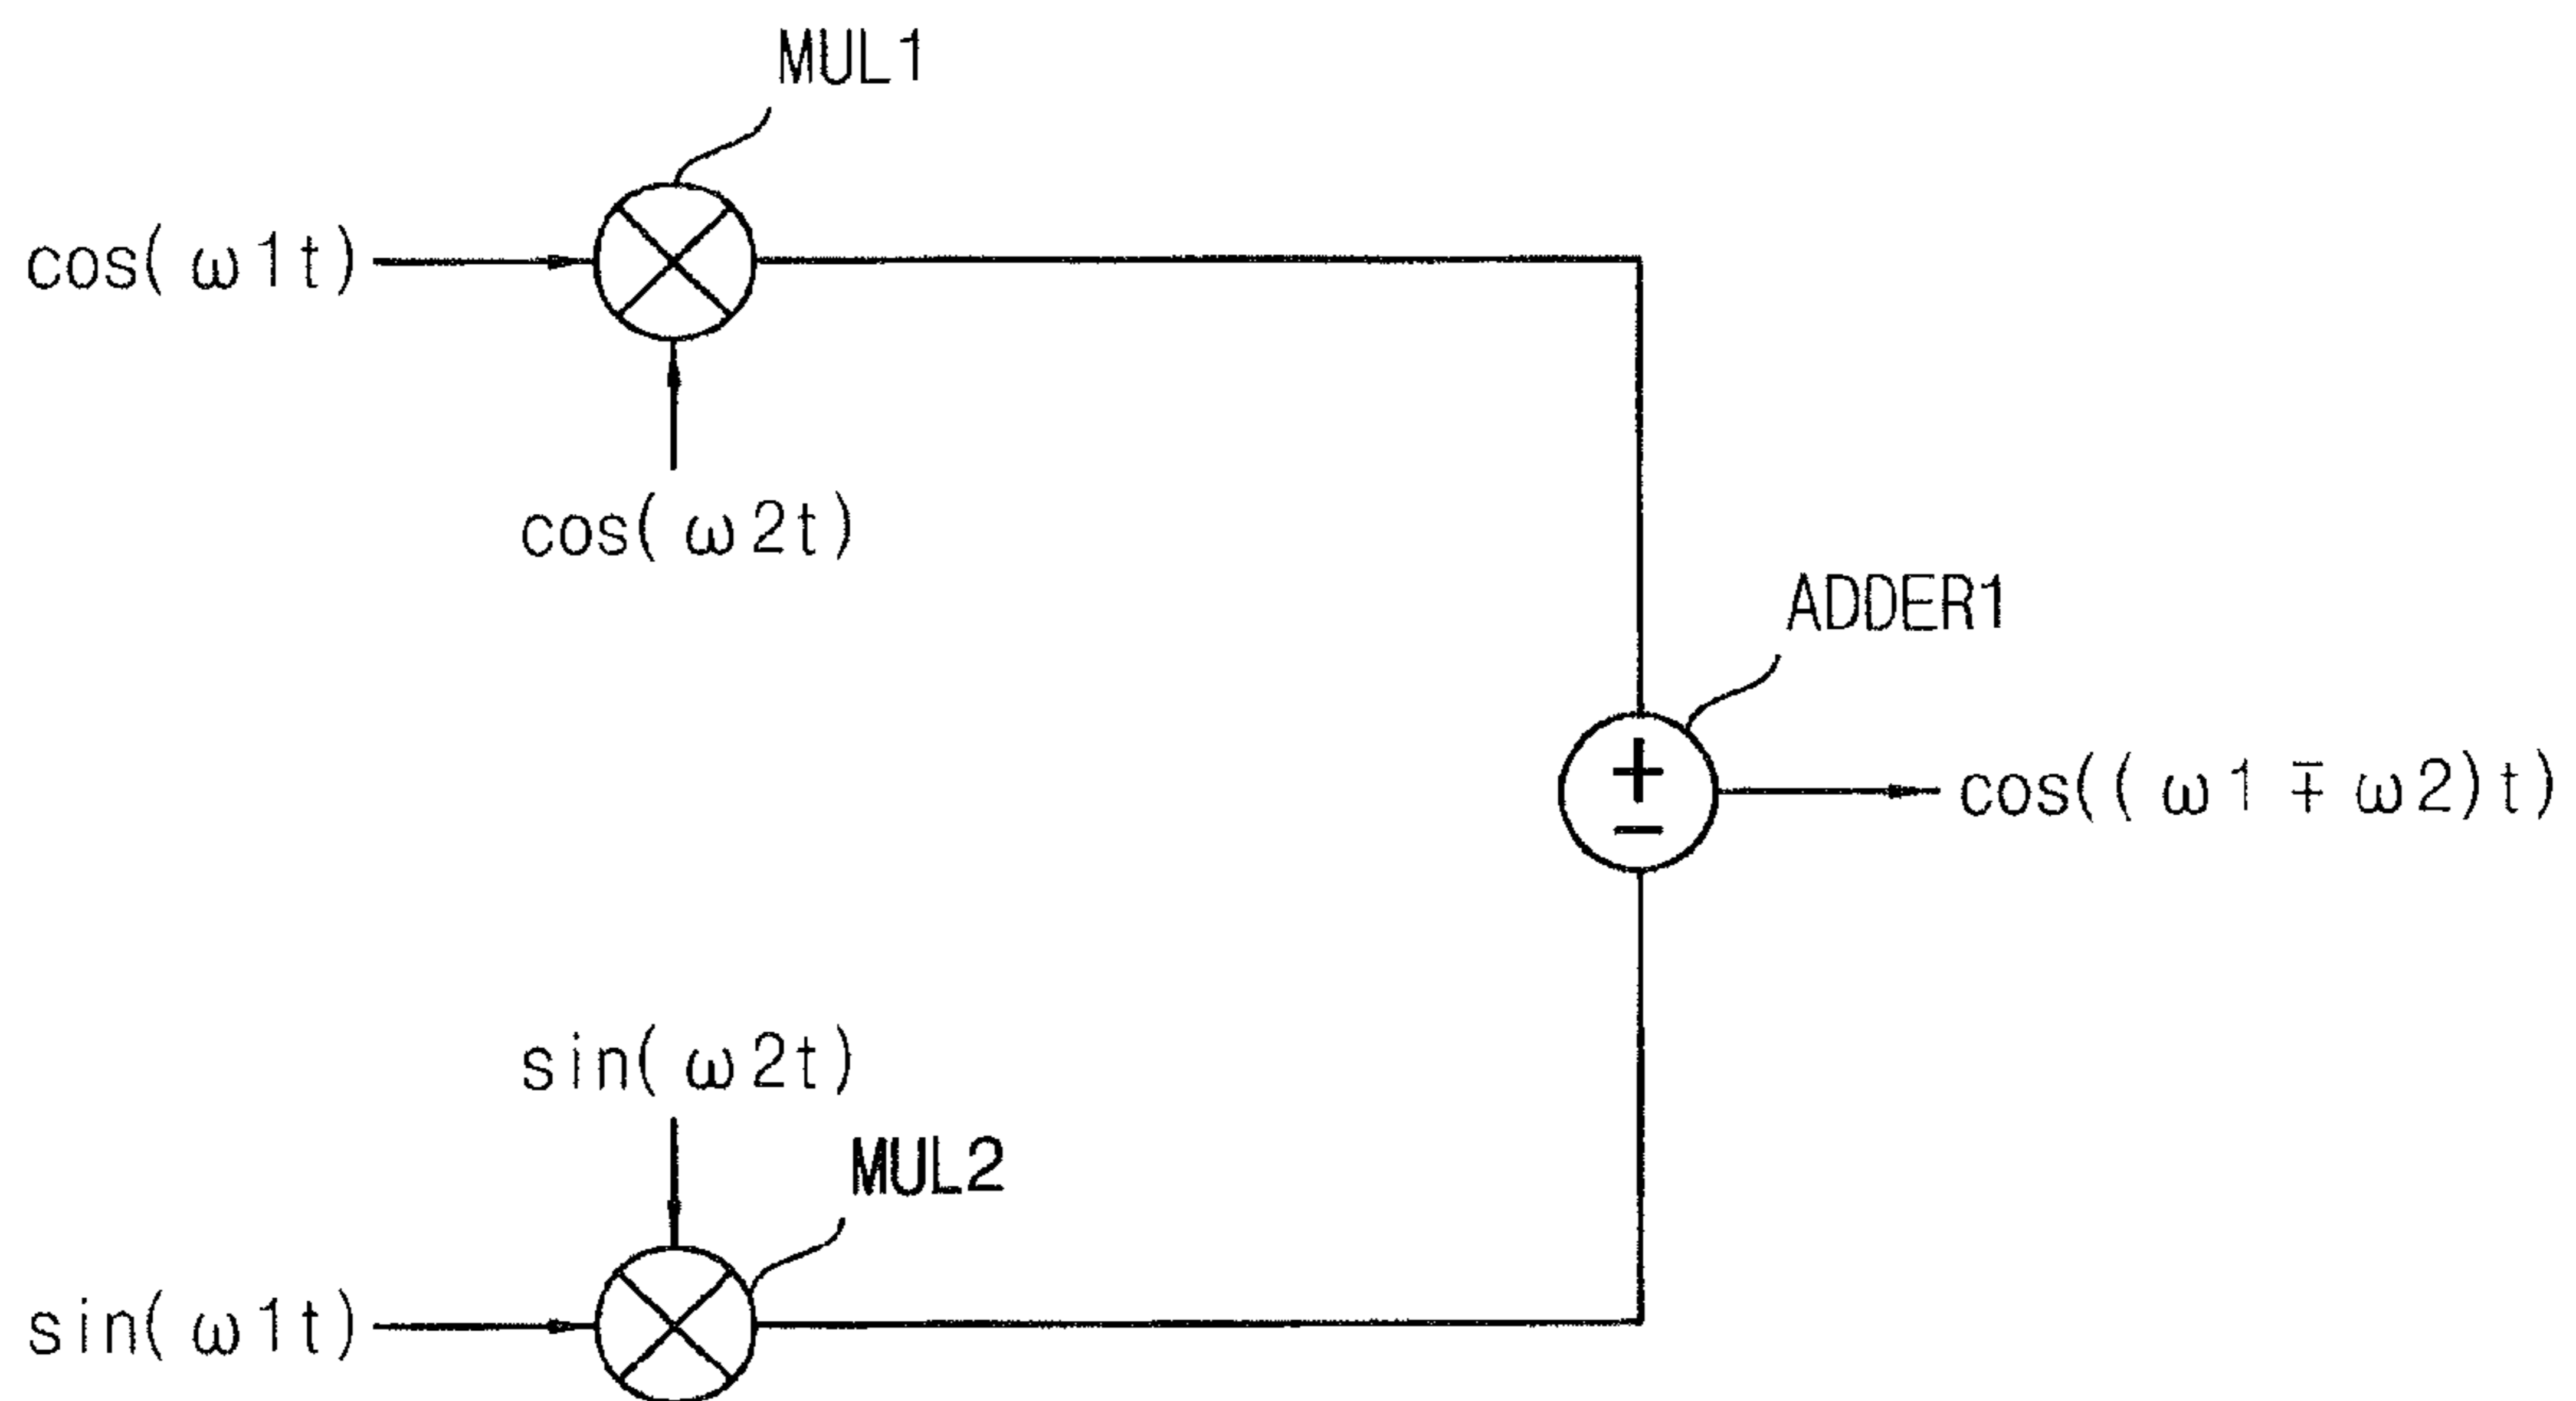 MUL1
cos(ω1t)
cos(ω2t)
ADDER1
+
−
cos((ω1∓ω2)t)
sin(ω2t)
MUL2
sin(ω1t)